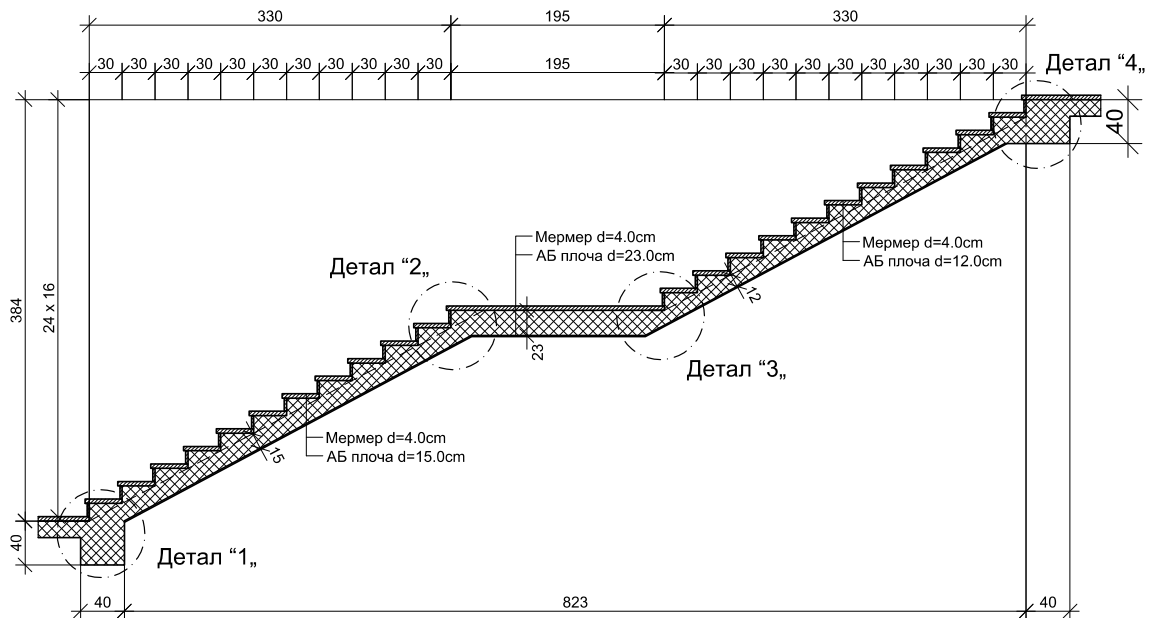 330 195 330
30 30 30 30 30 30 30 30 30 30 30 195 30 30 30 30 30 30 30 30 30 30 30
Детал “4„
40
Мермер d=4.0cm
АБ плоча d=23.0cm
Мермер d=4.0cm
АБ плоча d=12.0cm
Детал “2„
12
384
24 x 16
23
Детал “3„
Мермер d=4.0cm
АБ плоча d=15.0cm
15
40
Детал “1„
40 823 40